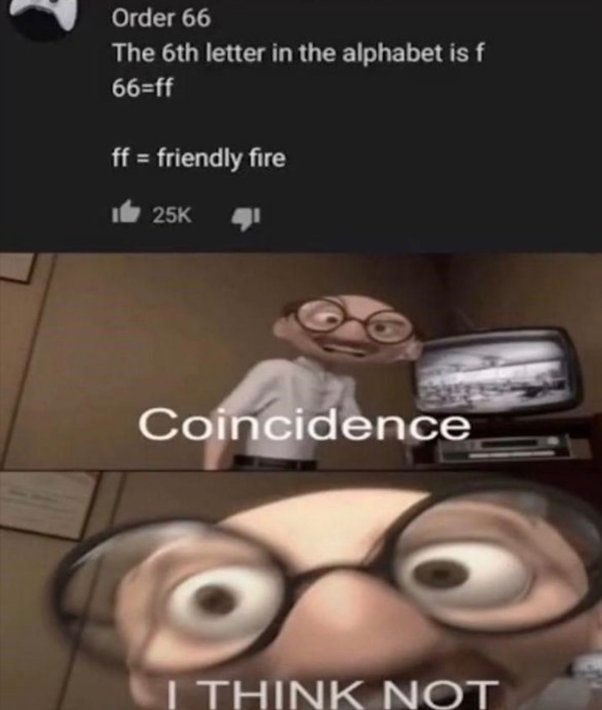 Order 66
The 6th letter in the alphabet is f
66=ff
ff = friendly fire
25K
Coincidence
I THINK NOT